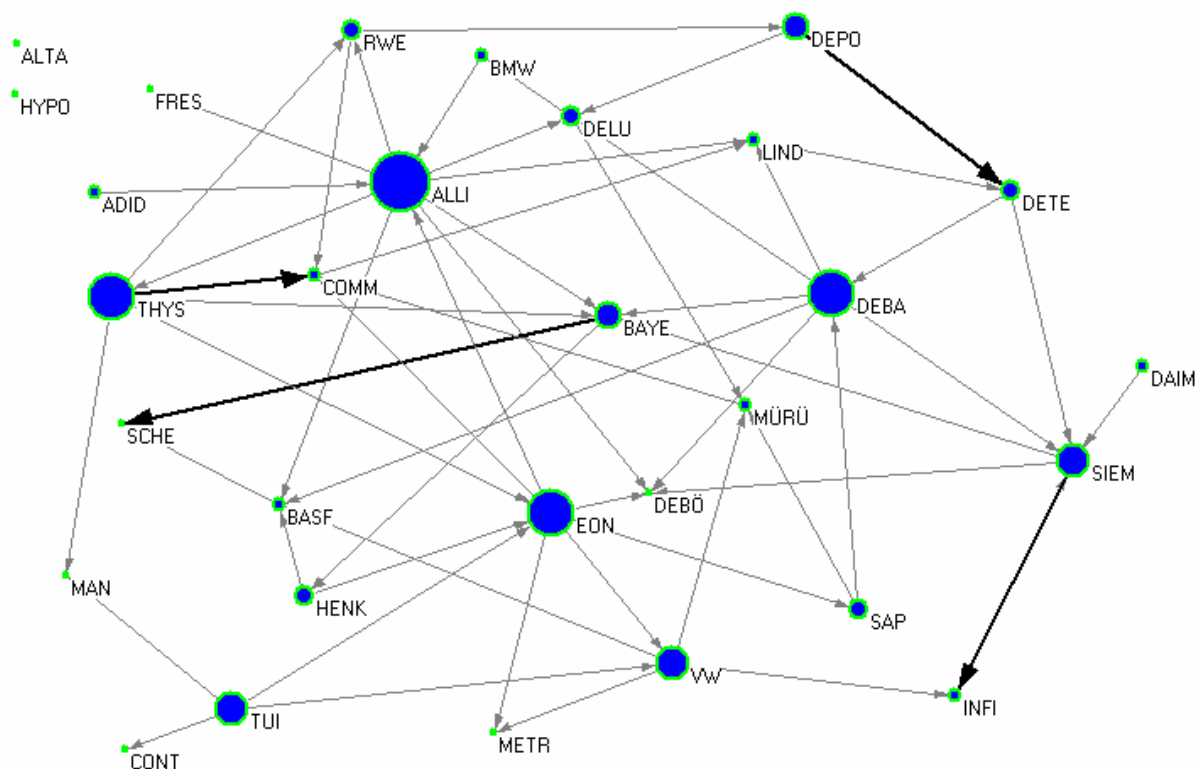 RWE
DEPO
ALTA
BMW
HYPO
FRES
DELU
LIND
ADID
ALLI
DETE
COMM
THYS
DEBA
BAYE
DAIM
MÜRÜ
SCHE
SIEM
DEBÖ
BASF
EON
MAN
HENK
SAP
VW
INFI
TUI
METR
CONT